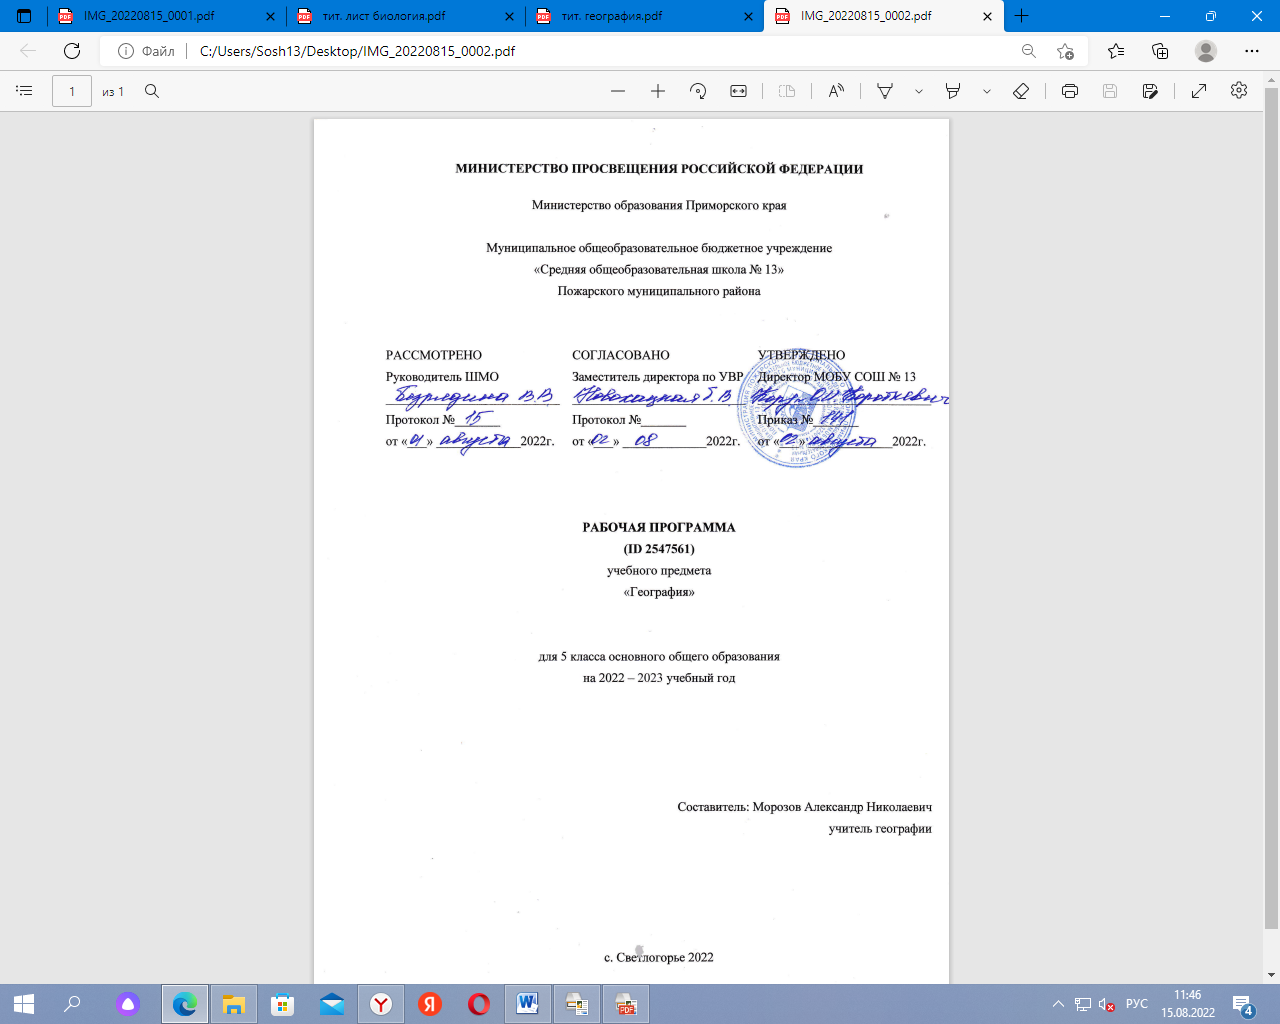 IMG_20220815_0001.pdf
тит. лист биология.pdf
тит. география.pdf
IMG_20220815_0002.pdf
Файл
C:/Users/Sosh13/Desktop/IMG_20220815_0002.pdf
1 из 1
МИНИСТЕРСТВО ПРОСВЕЩЕНИЯ РОССИЙСКОЙ ФЕДЕРАЦИИ
Министерство образования Приморского края
Муниципальное общеобразовательное бюджетное учреждение
«Средняя общеобразовательная школа № 13»
Пожарского муниципального района
РАССМОТРЕНО СОГЛАСОВАНО УТВЕРЖДЕНО
Руководитель ШМО Заместитель директора по УВР Директор МОБУ СОШ № 13
В.В
Протокол № 15 Протокол № Приказ №
от «01» августа 2022г. от «02» 08 2022г. от «02» августа 2022г.
РАБОЧАЯ ПРОГРАММА
(ID 2547561)
учебного предмета
«География»
для 5 класса основного общего образования
на 2022 – 2023 учебный год
Составитель: Морозов Александр Николаевич
учитель географии
с. Светлогорье 2022
РУС
11:46
15.08.2022
4